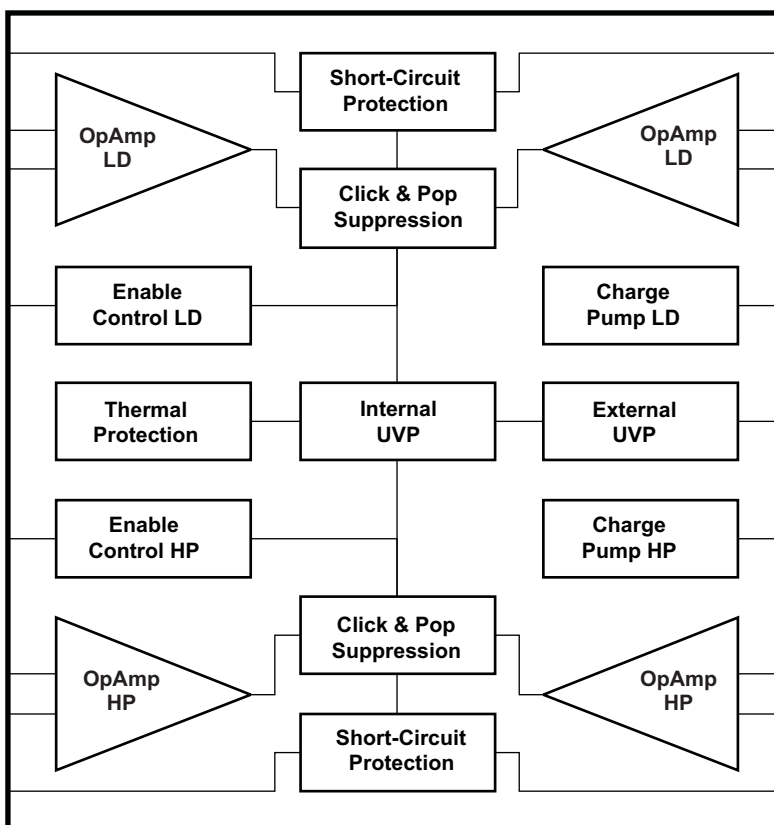 Short-Circuit
Protection
OpAmp
LD
OpAmp
LD
Click & Pop
Suppression
Enable
Control LD
Charge
Pump LD
Thermal
Protection
Internal
UVP
External
UVP
Enable
Control HP
Charge
Pump HP
Click & Pop
Suppression
OpAmp
HP
OpAmp
HP
Short-Circuit
Protection